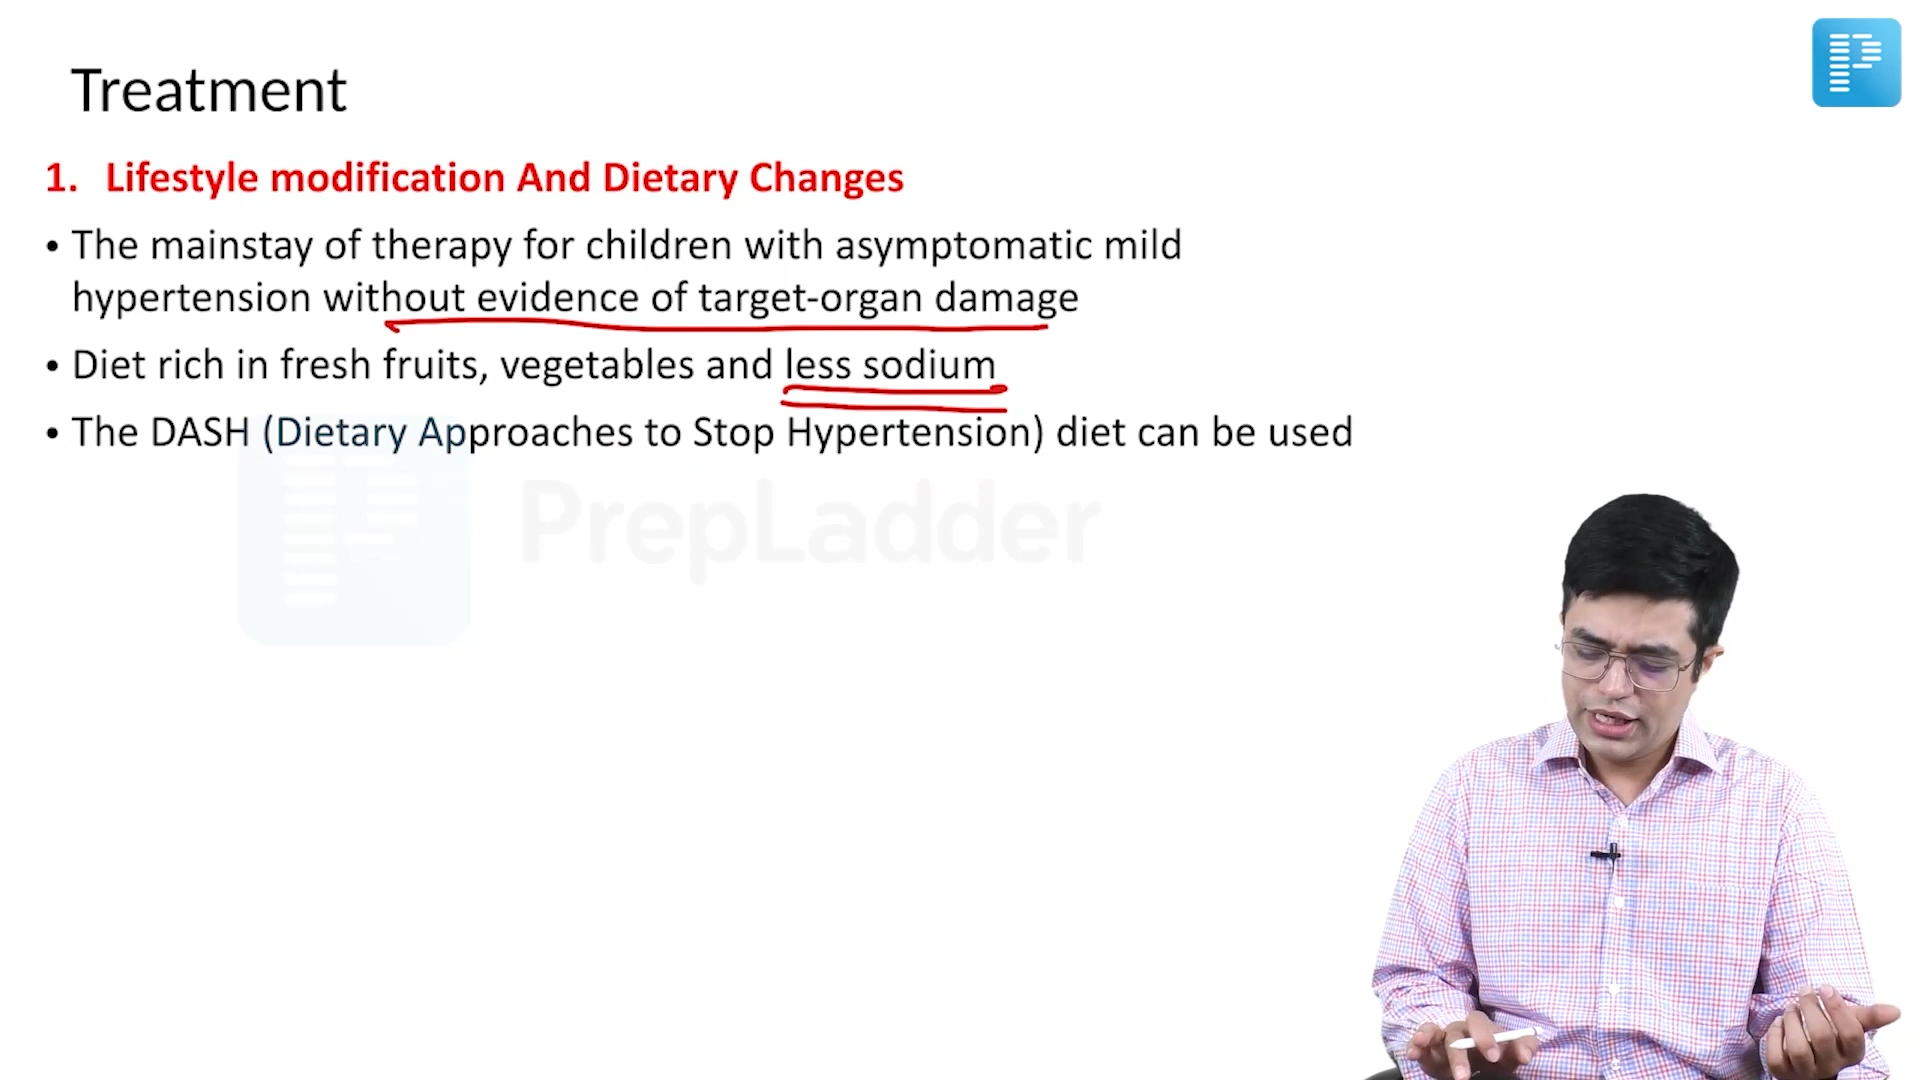 Treatment
1. Lifestyle modification And Dietary Changes
• The mainstay of therapy for children with asymptomatic mild
hypertension without evidence of target-organ damage
• Diet rich in fresh fruits, vegetables and less sodium
• The DASH (Dietary Approaches to Stop Hypertension) diet can be used
PrepLadder